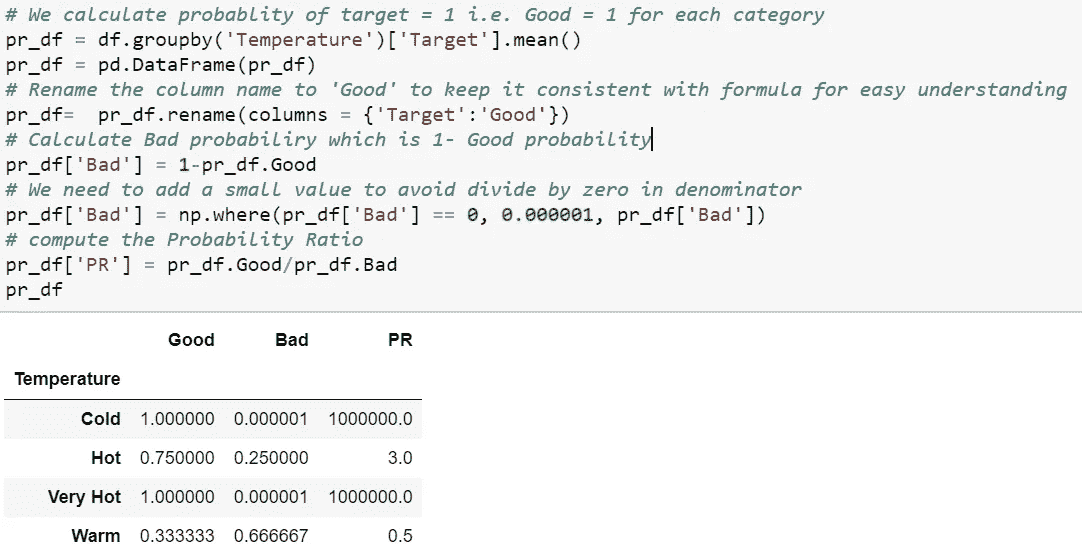 # We calculate probablity of target = 1 i.e. Good = 1 for each category
pr_df = df.groupby('Temperature')['Target'].mean()
pr_df = pd.DataFrame(pr_df)
# Rename the column name to 'Good' to keep it consistent with formula for easy understanding
pr_df=  pr_df.rename(columns = {'Target':'Good'})
# Calculate Bad probabiliry which is 1- Good probability
pr_df['Bad'] = 1-pr_df.Good
# We need to add a small value to avoid divide by zero in denominator
pr_df['Bad'] = np.where(pr_df['Bad'] == 0, 0.000001, pr_df['Bad'])
# compute the Probability Ratio
pr_df['PR'] = pr_df.Good/pr_df.Bad
pr_df
Good Bad PR
Temperature
Cold 1.000000 0.000001 1000000.0
Hot 0.750000 0.250000 3.0
Very Hot 1.000000 0.000001 1000000.0
Warm 0.333333 0.666667 0.5